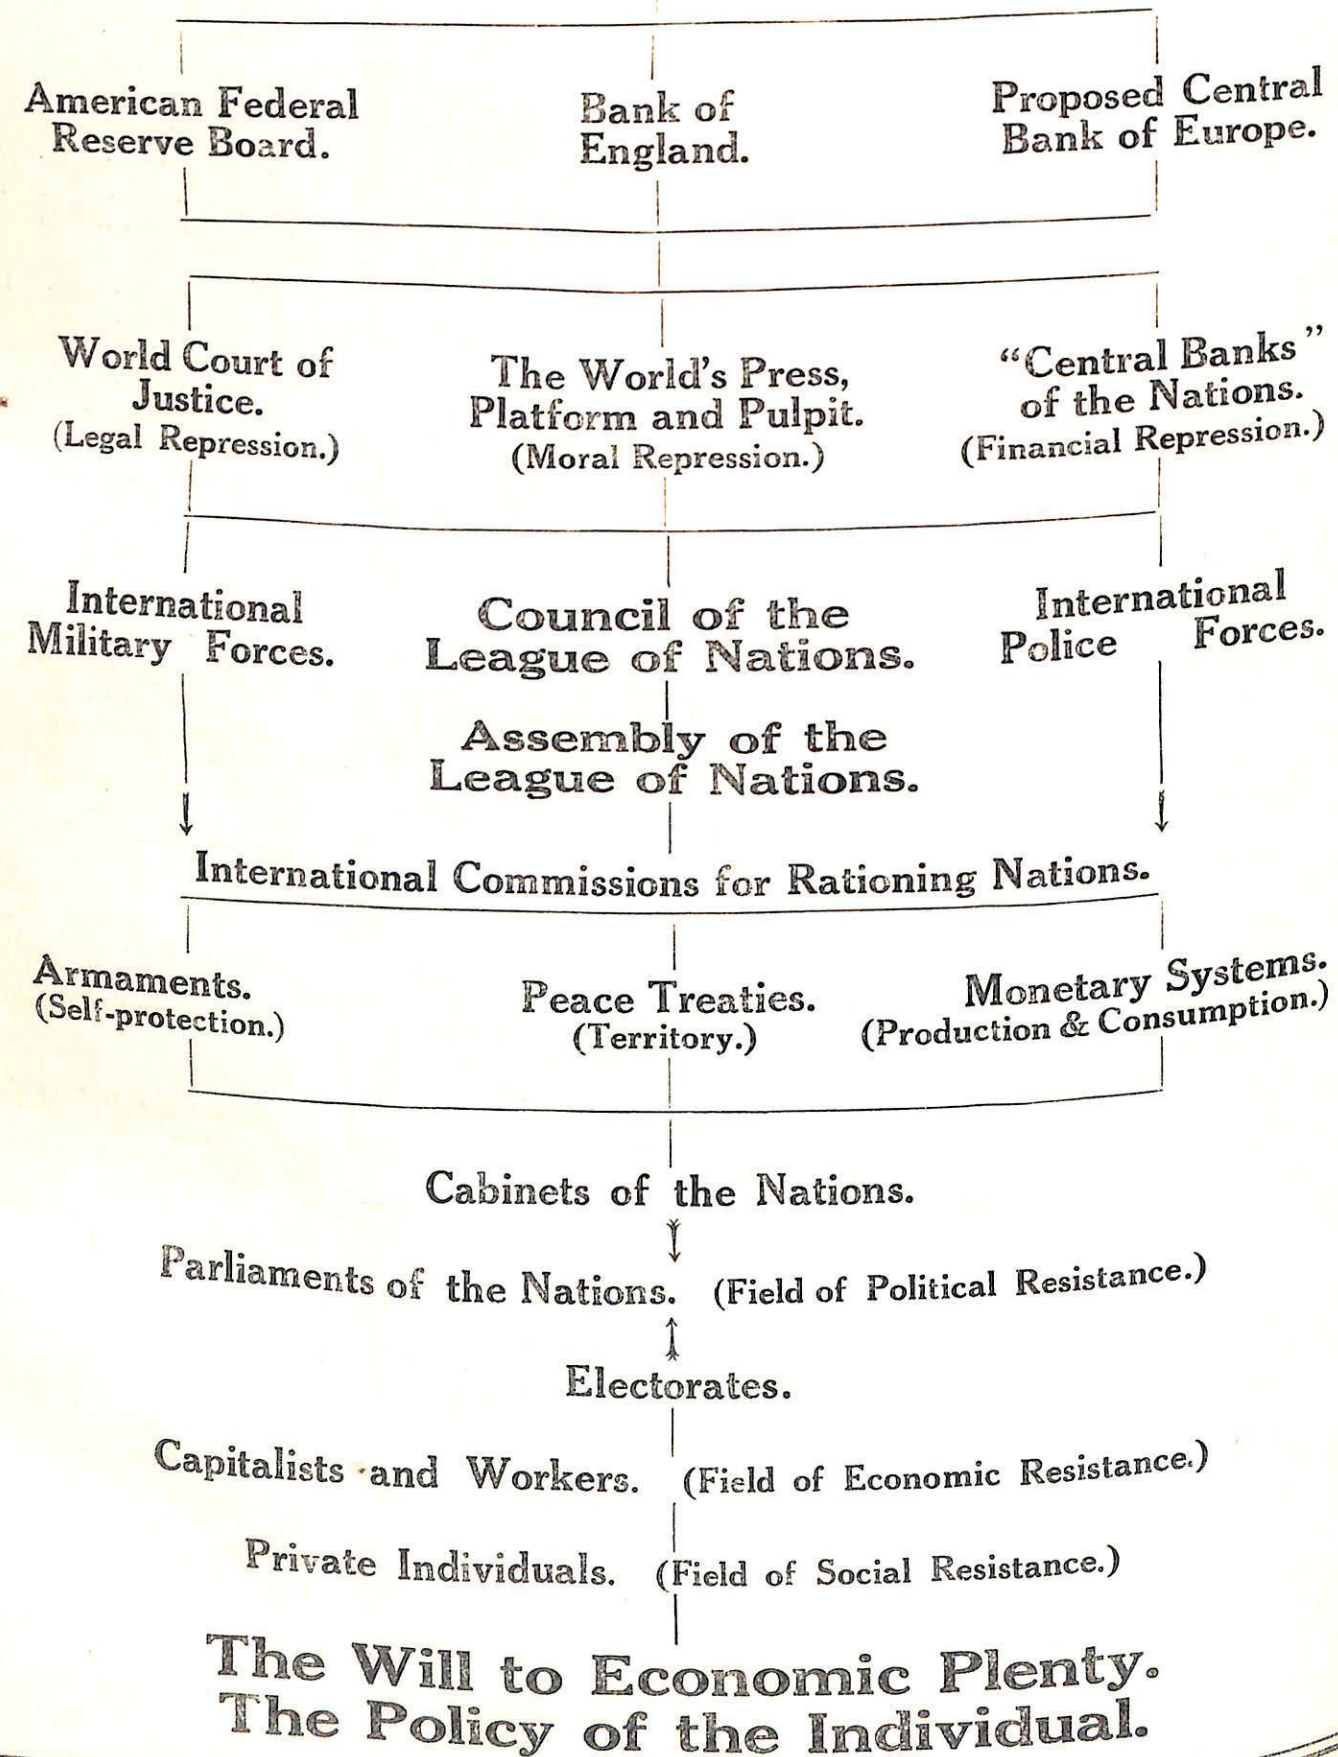 American Federal
Reserve Board.
Bank of
England.
Proposed Central
Bank of Europe.
World Court of
Justice.
(Legal Repression.)
The World's Press,
Platform and Pulpit.
(Moral Repression.)
"Central Banks"
of the Nations.
(Financial Repression.)
International
Military Forces.
Council of the
League of Nations.
International
Police Forces.
Assembly of the
League of Nations.
International Commissions for Rationing Nations.
Armaments.
(Self-protection.)
Peace Treaties.
(Territory.)
Monetary Systems.
(Production & Consumption.)
Cabinets of the Nations.
Parliaments of the Nations. (Field of Political Resistance.)
Electorates.
Capitalists and Workers. (Field of Economic Resistance.)
Private Individuals. (Field of Social Resistance.)
The Will to Economic Plenty.
The Policy of the Individual.